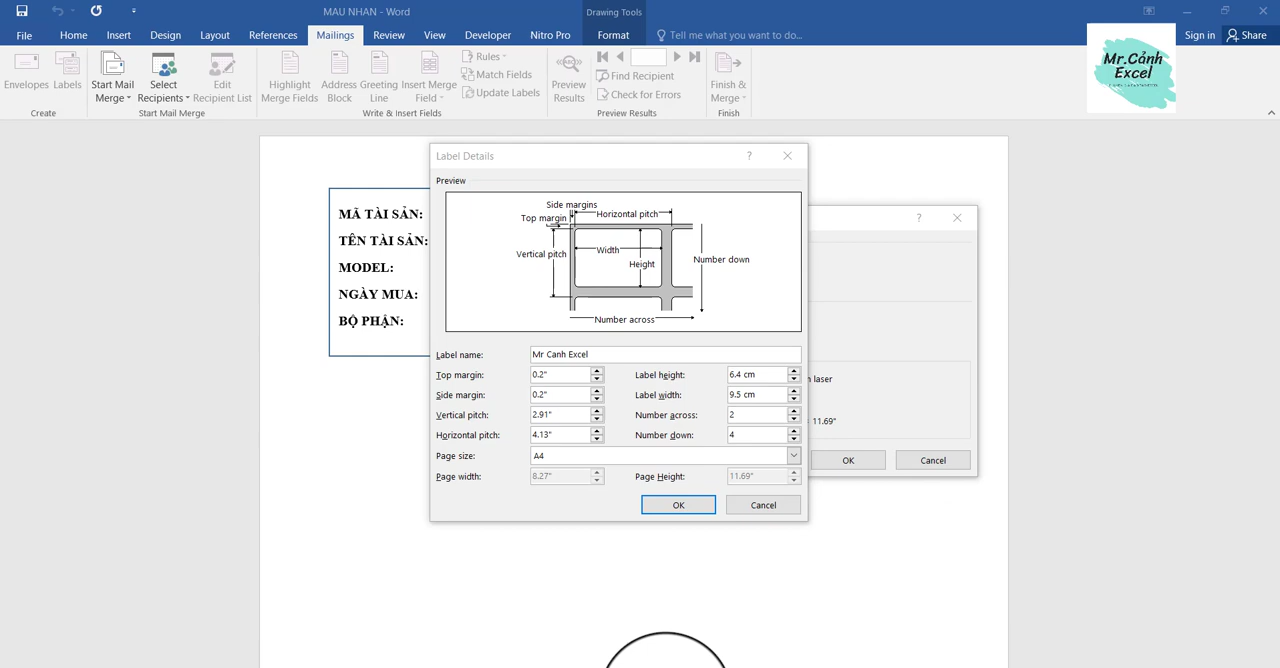 MAU NHAN - Word
Drawing Tools
File Home Insert Design Layout References Mailings Review View Developer Nitro Pro Format Tell me what you want to do... Sign in Share
Envelopes Labels
Create
Start Mail Merge
Select Recipients
Edit Recipient List
Start Mail Merge
Highlight Merge Fields
Address Block
Greeting Line
Insert Merge Field
Rules
Match Fields
Update Labels
Write & Insert Fields
Preview Results
Find Recipient
Check for Errors
Preview Results
Finish & Merge
Finish
Mr.Cảnh
Excel
MÃ TÀI SẢN:
TÊN TÀI SẢN:
MODEL:
NGÀY MUA:
BỘ PHẬN:
Label Details
Preview
Side margins
Top margin
Horizontal pitch
Vertical pitch
Width
Height
Number down
Number across
Label name: Mr Canh Excel
Top margin: 0.2" Label height: 6.4 cm
Side margin: 0.2" Label width: 9.5 cm
Vertical pitch: 2.91" Number across: 2
Horizontal pitch: 4.13" Number down: 4
Page size: A4
Page width: 8.27" Page Height: 11.69"
OK Cancel
laser
11.69"
OK Cancel